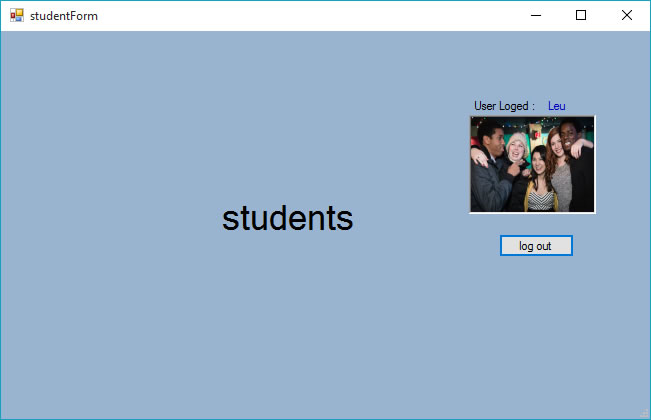 studentForm
User Loged : Leu
students
log out